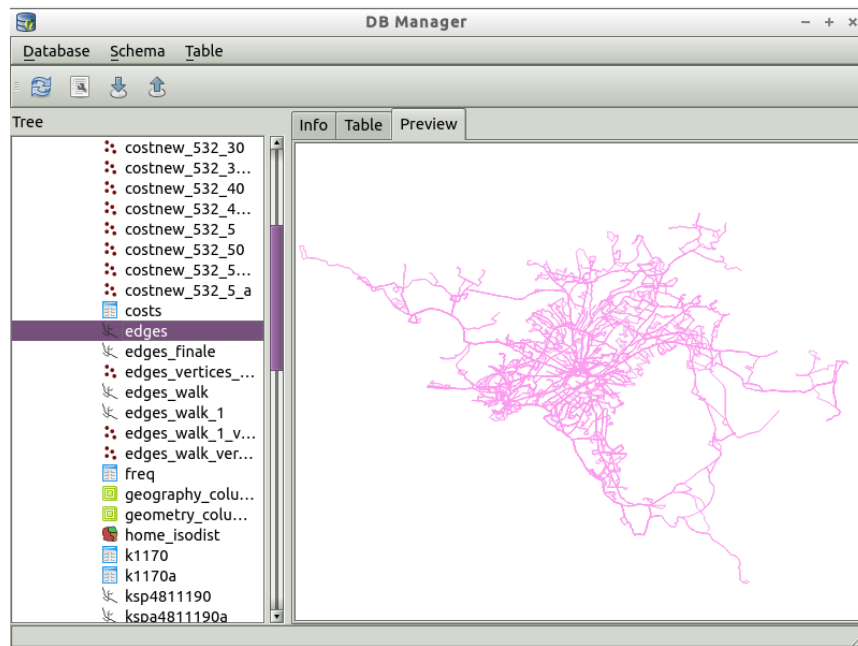 DB Manager
Database Schema Table
Tree
Info Table Preview
costnew_532_30
costnew_532_3...
costnew_532_40
costnew_532_4...
costnew_532_5
costnew_532_50
costnew_532_5...
costnew_532_5_a
costs
edges
edges_finale
edges_vertices_...
edges_walk
edges_walk_1
edges_walk_1_v...
edges_walk_ver...
freq
geography_colu...
geometry_colu...
home_isodist
k1170
k1170a
ksp4811190
kspa4811190a